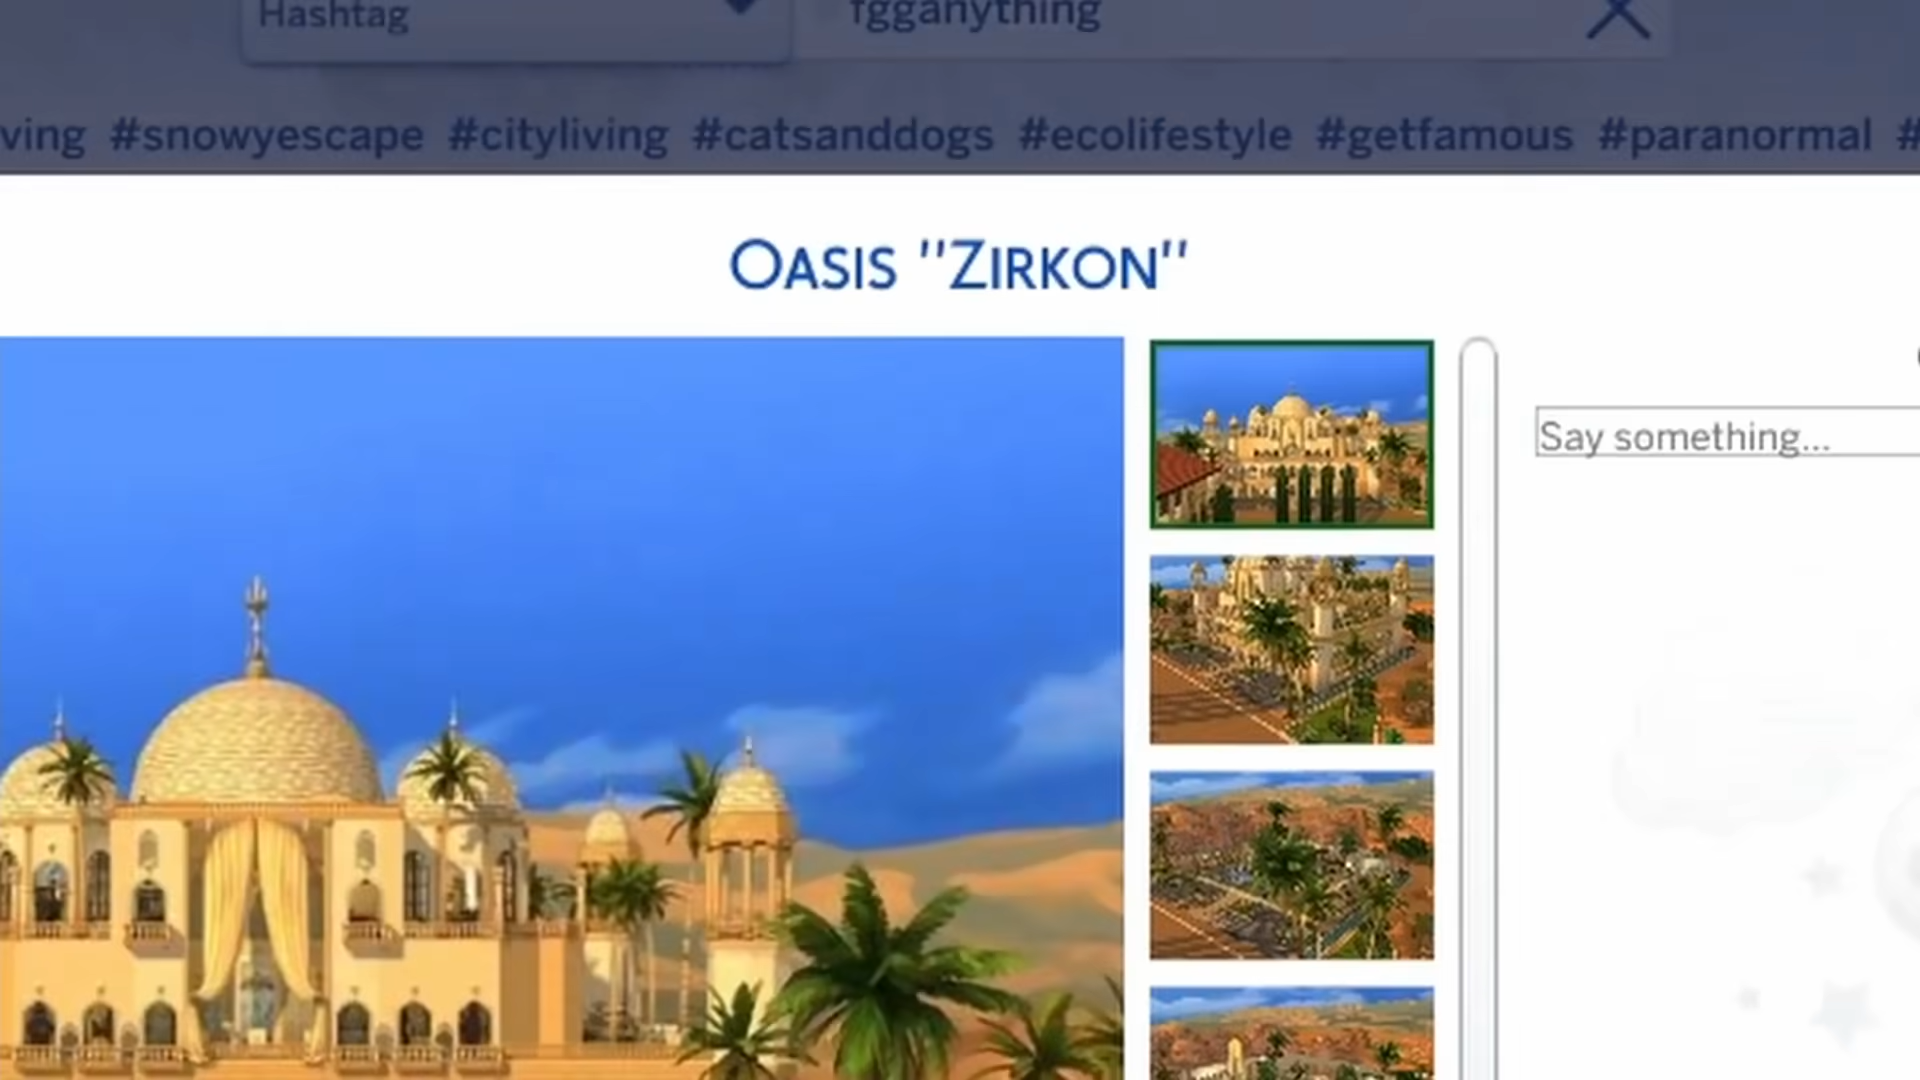 Hashtag
fgganything
ving #snowyescape #cityliving #catsanddogs #ecolifestyle #getfamous #paranormal #
Oasis "Zirkon"
Say something...